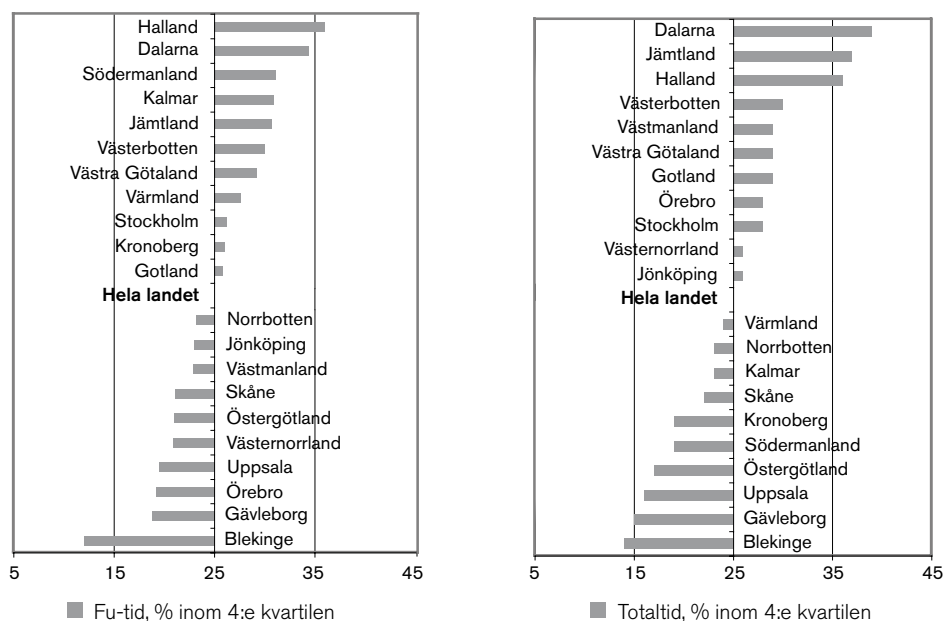 Halland
Dalarna
Södermanland
Kalmar
Jämtland
Västerbotten
Västra Götaland
Värmland
Stockholm
Kronoberg
Gotland
Hela landet
Norrbotten
Jönköping
Västmanland
Skåne
Östergötland
Västernorrland
Uppsala
Örebro
Gävleborg
Blekinge
5 15 25 35 45
Fu-tid, % inom 4:e kvartilen
Dalarna
Jämtland
Halland
Västerbotten
Västmanland
Västra Götaland
Gotland
Örebro
Stockholm
Västernorrland
Jönköping
Hela landet
Värmland
Norrbotten
Kalmar
Skåne
Kronoberg
Södermanland
Östergötland
Uppsala
Gävleborg
Blekinge
5 15 25 35 45
Totaltid, % inom 4:e kvartilen